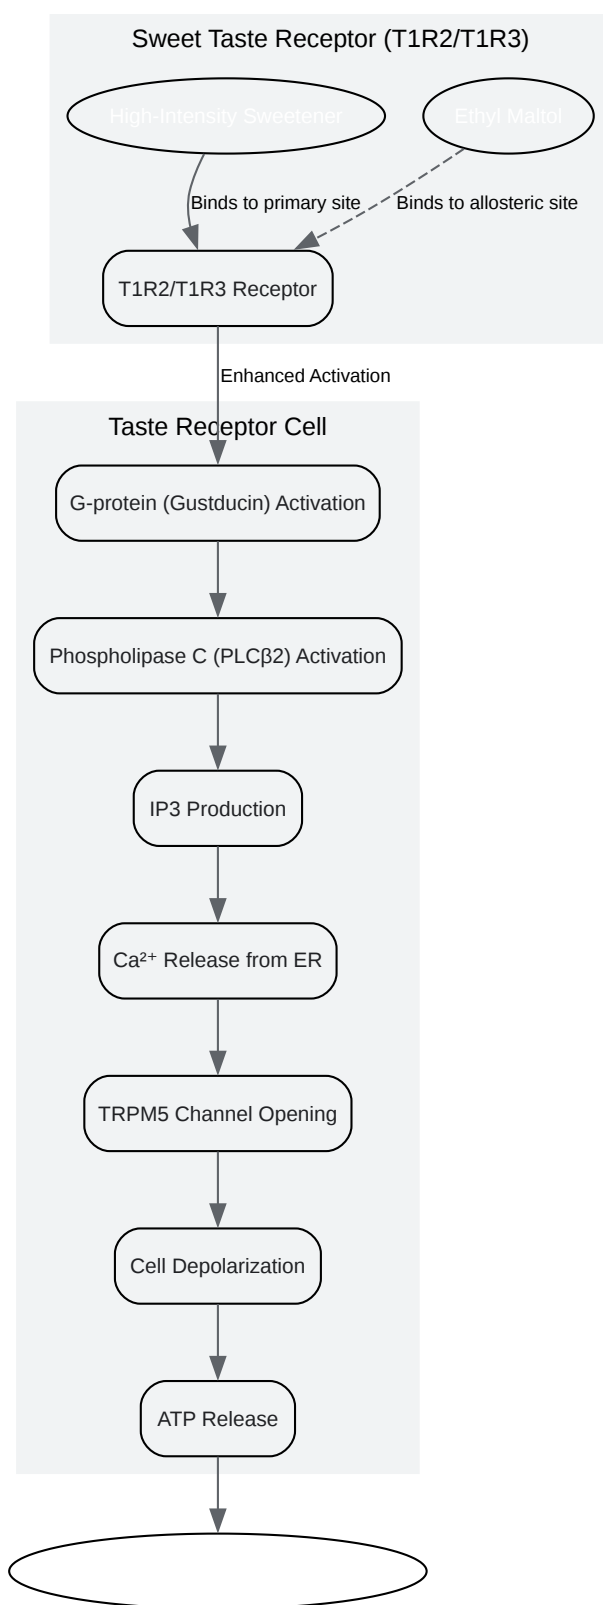 Sweet Taste Receptor (T1R2/T1R3)
High-Intensity Sweetener
Ethyl Maltol
Binds to primary site
Binds to allosteric site
T1R2/T1R3 Receptor
Enhanced Activation
Taste Receptor Cell
G-protein (Gustducin) Activation
Phospholipase C (PLCβ2) Activation
IP3 Production
Ca²⁺ Release from ER
TRPM5 Channel Opening
Cell Depolarization
ATP Release